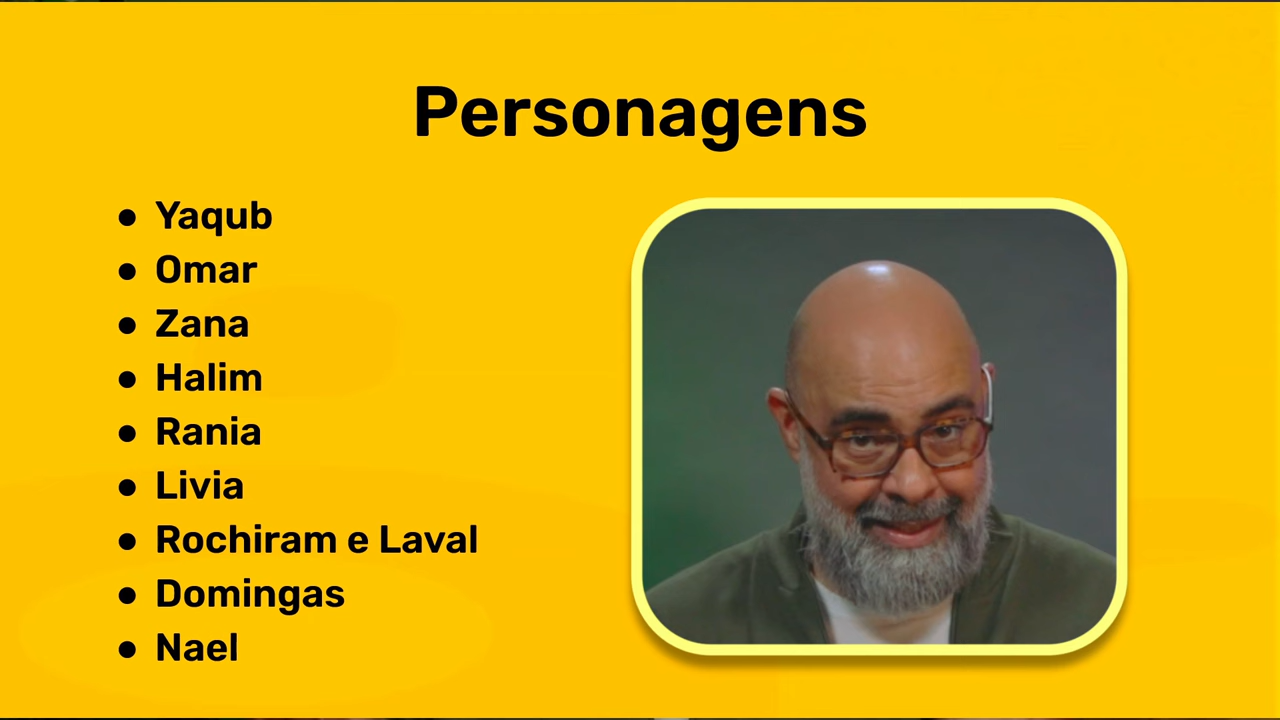 Personagens
● Yaqub
● Omar
● Zana
● Halim
● Rania
● Livia
● Rochiram e Laval
● Domingas
● Nael